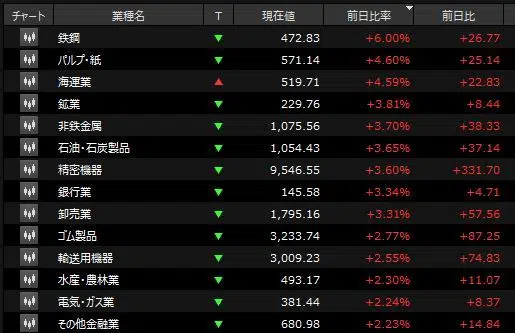 チャート 業種名 T 現在値 前日比率 前日比
鉄鋼 ▼ 472.83 +6.00% +26.77
パルプ・紙 ▼ 571.14 +4.60% +25.14
海運業 ▲ 519.71 +4.59% +22.83
鉱業 ▼ 229.76 +3.81% +8.44
非鉄金属 ▼ 1,075.56 +3.70% +38.33
石油・石炭製品 ▼ 1,054.43 +3.65% +37.14
精密機器 ▼ 9,546.55 +3.60% +331.70
銀行業 ▼ 145.58 +3.34% +4.71
卸売業 ▼ 1,795.16 +3.31% +57.56
ゴム製品 ▼ 3,233.74 +2.77% +87.25
輸送用機器 ▼ 3,009.23 +2.55% +74.83
水産・農林業 ▼ 493.17 +2.30% +11.07
電気・ガス業 ▼ 381.44 +2.24% +8.37
その他金融業 ▼ 680.98 +2.23% +14.84